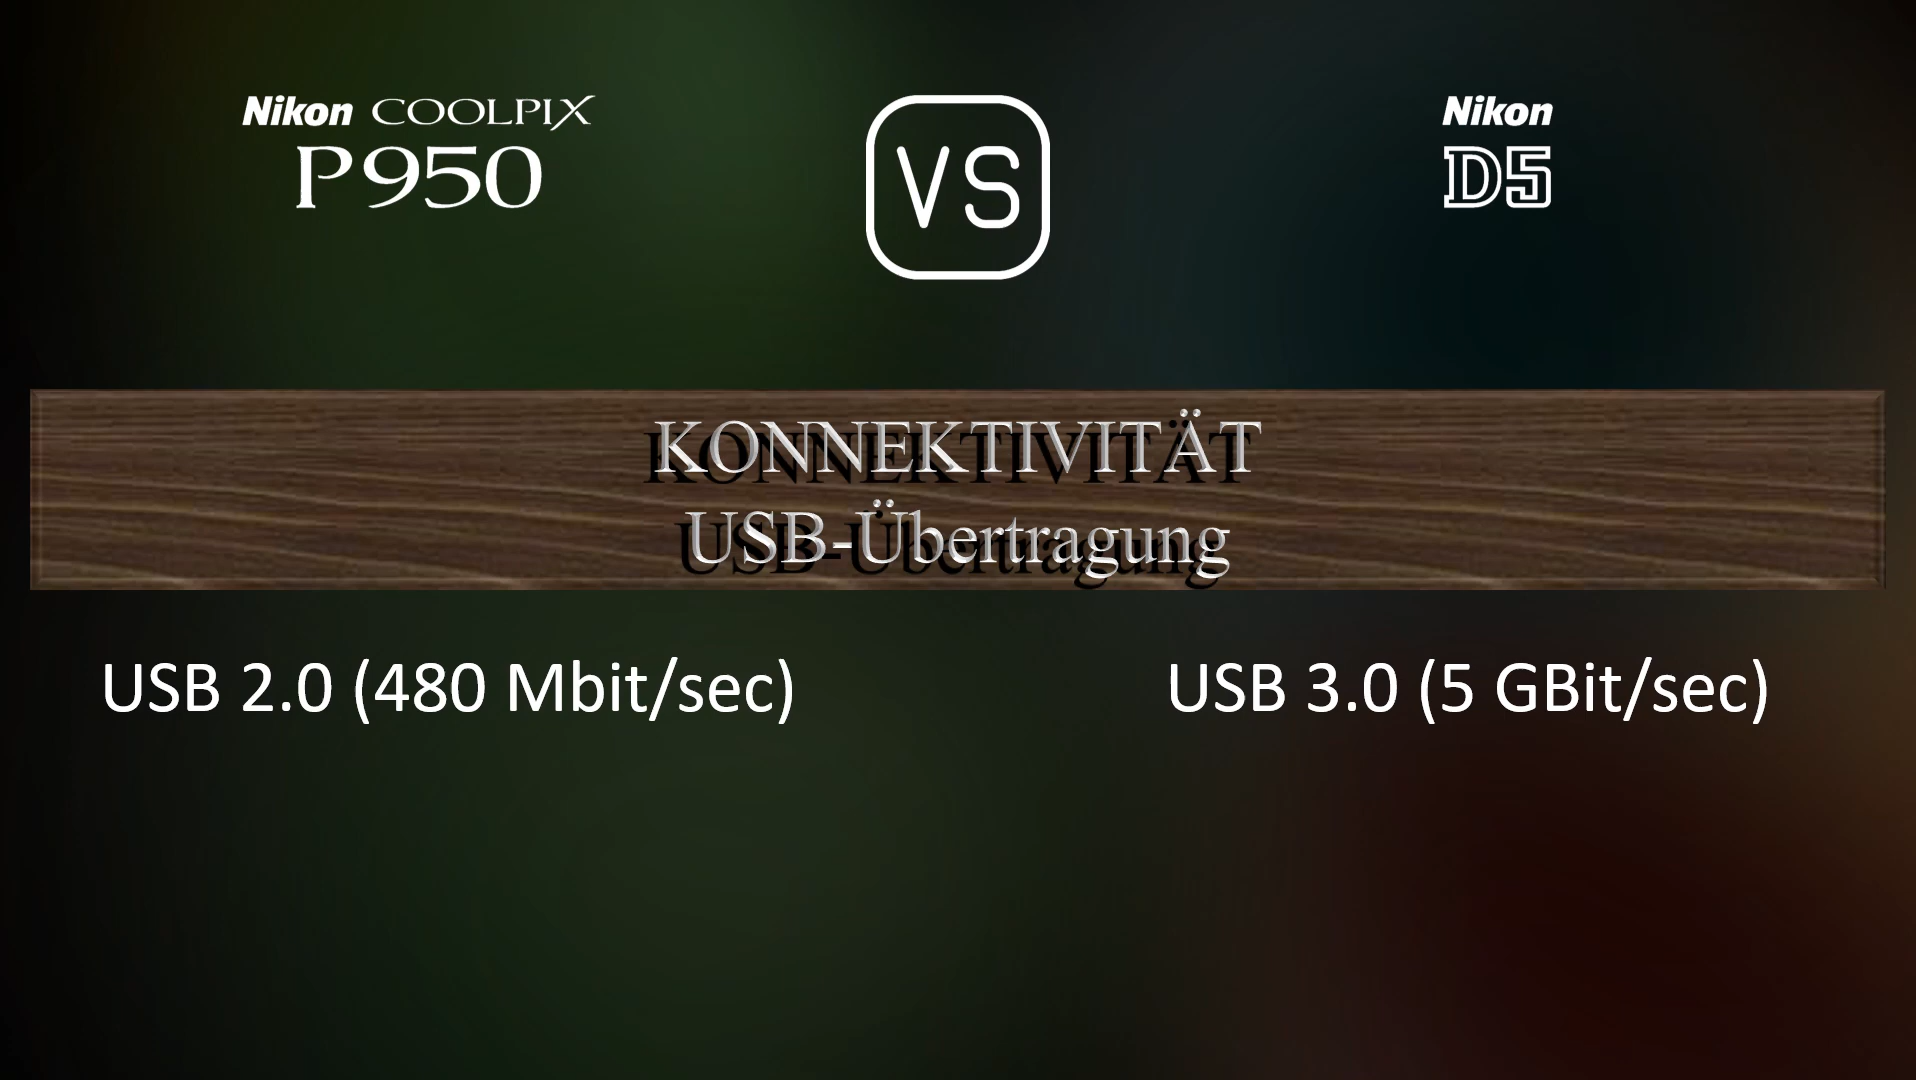 Nikon COOLPIX
P950
VS
Nikon
D5
KONNEKTIVITÄT
USB-Übertragung
USB 2.0 (480 Mbit/sec)
USB 3.0 (5 GBit/sec)